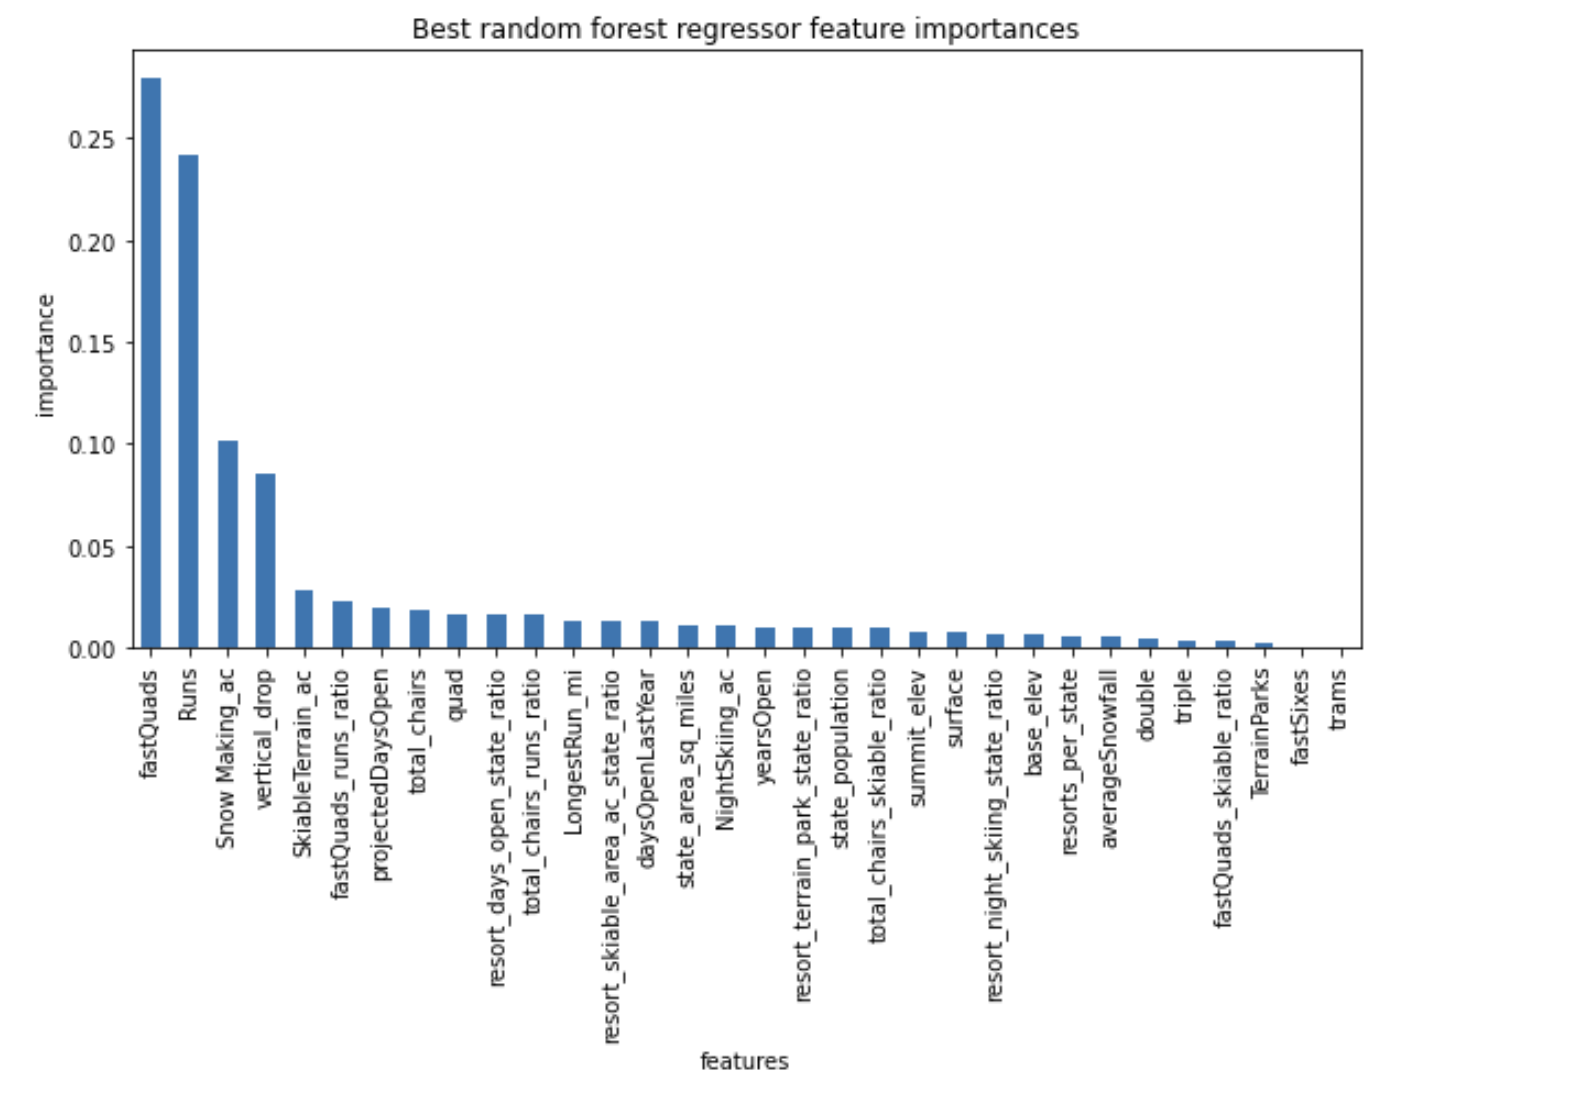 Best random forest regressor feature importances
importance
0.25
0.20
0.15
0.10
0.05
0.00
fastQuads
Runs
Snow Making_ac
vertical_drop
SkiableTerrain_ac
fastQuads_runs_ratio
projectedDaysOpen
total_chairs
quad
resort_days_open_state_ratio
total_chairs_runs_ratio
LongestRun_mi
resort_skiable_area_ac_state_ratio
daysOpenLastYear
state_area_sq_miles
NightSkiing_ac
yearsOpen
resort_terrain_park_state_ratio
state_population
total_chairs_skiable_ratio
summit_elev
surface
resort_night_skiing_state_ratio
base_elev
resorts_per_state
averageSnowfall
double
triple
fastQuads_skiable_ratio
TerrainParks
fastSixes
trams
features